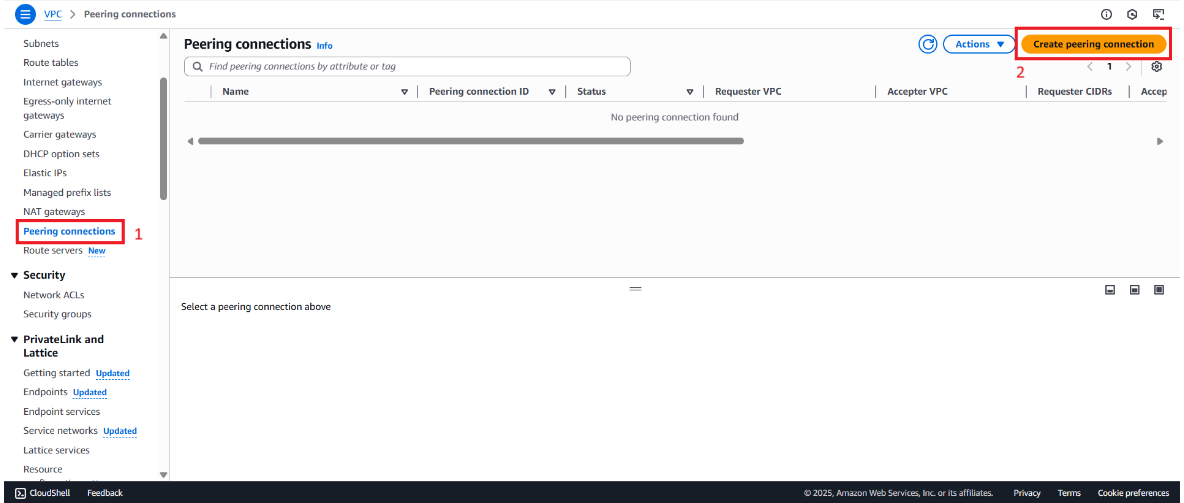 VPC > Peering connections
Subnets
Route tables
Internet gateways
Egress-only internet
gateways
Carrier gateways
DHCP option sets
Elastic IPs
Managed prefix lists
NAT gateways
Peering connections 1
Route servers New
Security
Network ACLs
Security groups
PrivateLink and
Lattice
Getting started Updated
Endpoints Updated
Endpoint services
Service networks Updated
Lattice services
Resource
Peering connections Info
Actions
Create peering connection
2
Find peering connections by attribute or tag
1
Name Peering connection ID Status Requester VPC Accepter VPC Requester CIDRs Accep
No peering connection found
Select a peering connection above
CloudShell Feedback © 2025, Amazon Web Services, Inc. or its affiliates. Privacy Terms Cookie preferences